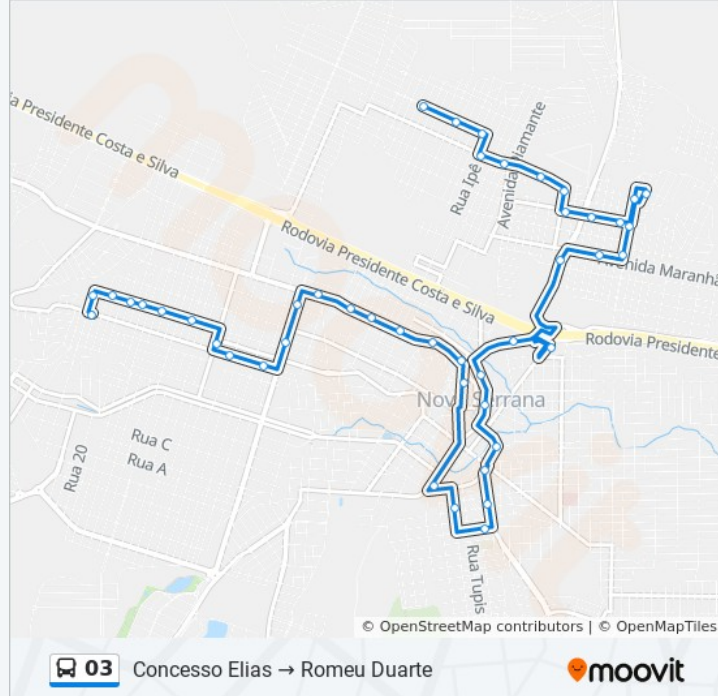 ia Presidente Costa e Silva
Rua Ipê
Avenida Diamante
Rodovia Presidente Costa e Silva
Avenida Maranhã
Rodovia Presidente
Nova Serrana
Rua C
Rua A
Rua 20
Rua Tupis
© OpenStreetMap contributors | © OpenMapTiles
03 Concesso Elias → Romeu Duarte
moovit